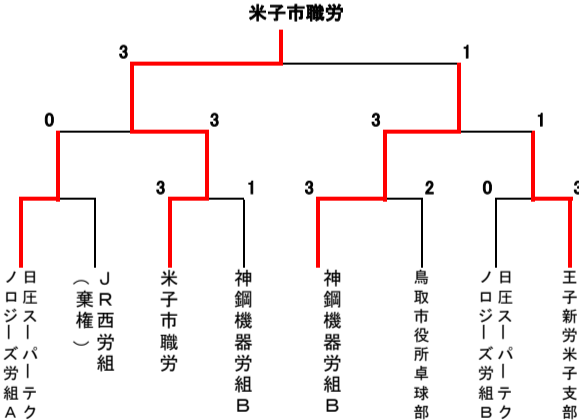 米子市職労
3
1
0
3
3
1
3
1
3
2
0
3
日圧スーパーテク
ノロジーズ労組A
JR西労組
(棄権)
米子市職労
神鋼機器労組B
神鋼機器労組B
鳥取市役所卓球部
日圧スーパーテク
ノロジーズ労組B
王子新労米子支部